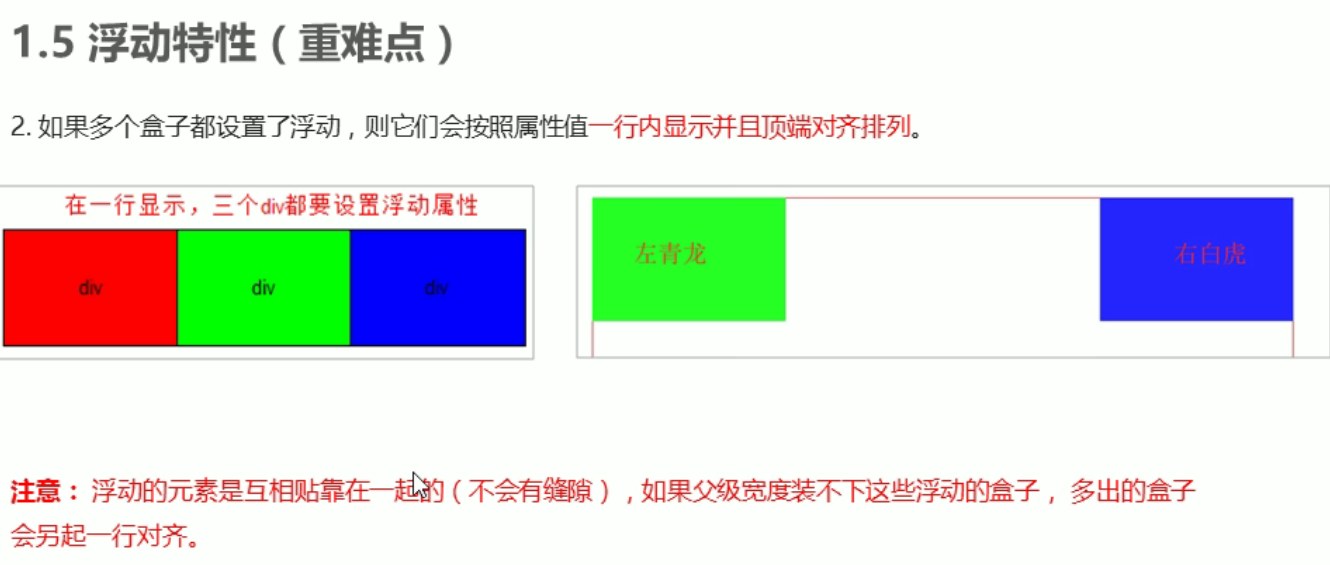 1.5 浮动特性（重难点）
2. 如果多个盒子都设置了浮动，则它们会按照属性值一行内显示并且顶端对齐排列。
在一行显示，三个div都要设置浮动属性
div div div
左青龙 右白虎
注意： 浮动的元素是互相贴靠在一起的（不会有缝隙），如果父级宽度装不下这些浮动的盒子， 多出的盒子
会另起一行对齐。